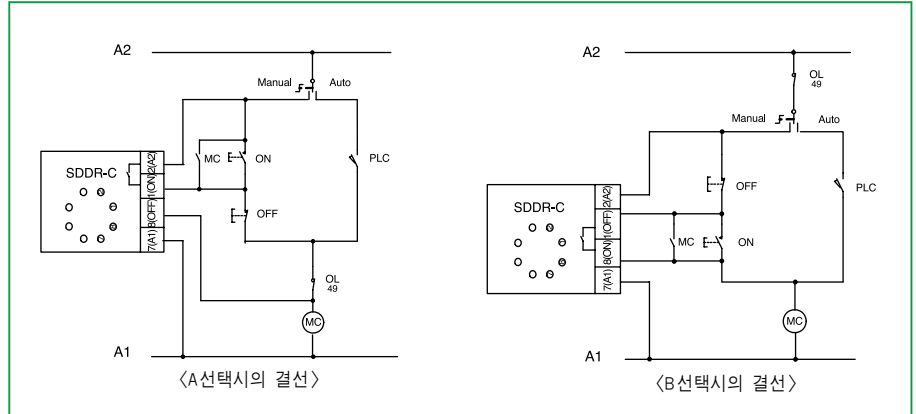 A2
Manual
Auto
SDDR-C
2(A2)
1(ON)
8(OFF)
7(A1)
MC
ON
OFF
PLC
OL
49
MC
A1
〈A선택시의 결선〉
A2
OL
49
Manual
Auto
SDDR-C
2(A2)
1(OFF)
8(ON)
7(A1)
OFF
MC
ON
PLC
MC
A1
〈B선택시의 결선〉